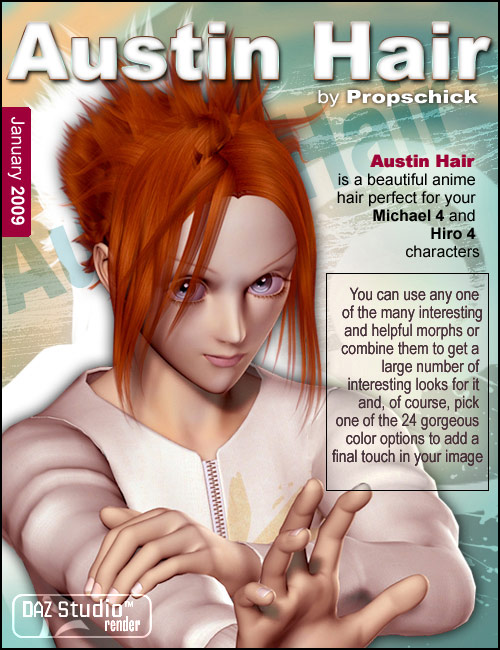 Austin Hair
by Propschick
January 2009
Austin Hair
is a beautiful anime
hair perfect for your
Michael 4 and
Hiro 4
characters
You can use any one
of the many interesting
and helpful morphs or
combine them to get a
large number of
interesting looks for it
and, of course, pick
one of the 24 gorgeous
color options to add a
final touch in your image
DAZ Studio™
render